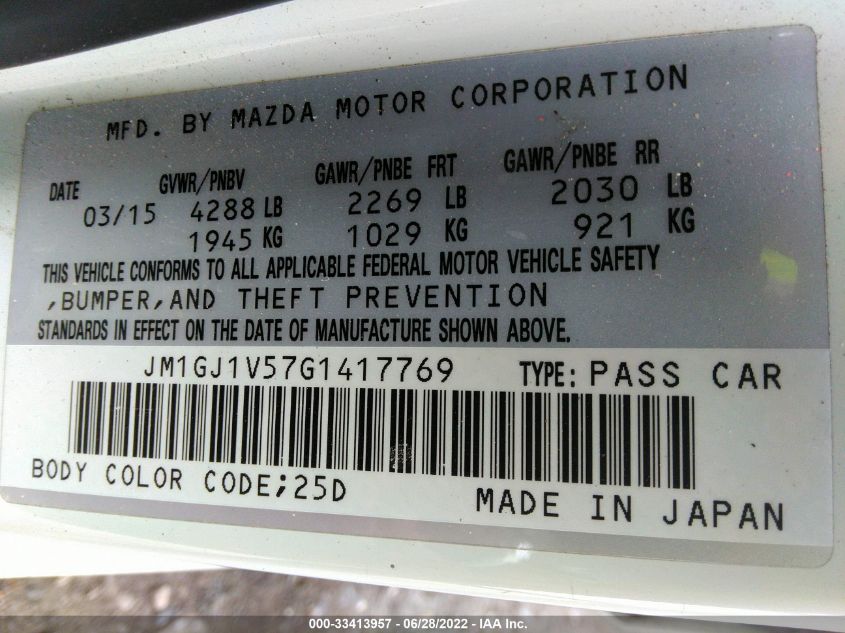 MFD. BY MAZDA MOTOR CORPORATION
DATE GVWR/PNBV GAWR/PNBE FRT GAWR/PNBE RR
03/15 4288 LB 2269 LB 2030 LB
1945 KG 1029 KG 921 KG
THIS VEHICLE CONFORMS TO ALL APPLICABLE FEDERAL MOTOR VEHICLE SAFETY
,BUMPER,AND THEFT PREVENTION
STANDARDS IN EFFECT ON THE DATE OF MANUFACTURE SHOWN ABOVE.
JM1GJ1V57G1417769 TYPE: PASS CAR
BODY COLOR CODE;25D MADE IN JAPAN
000-33413957 - 06/28/2022 - IAA Inc.